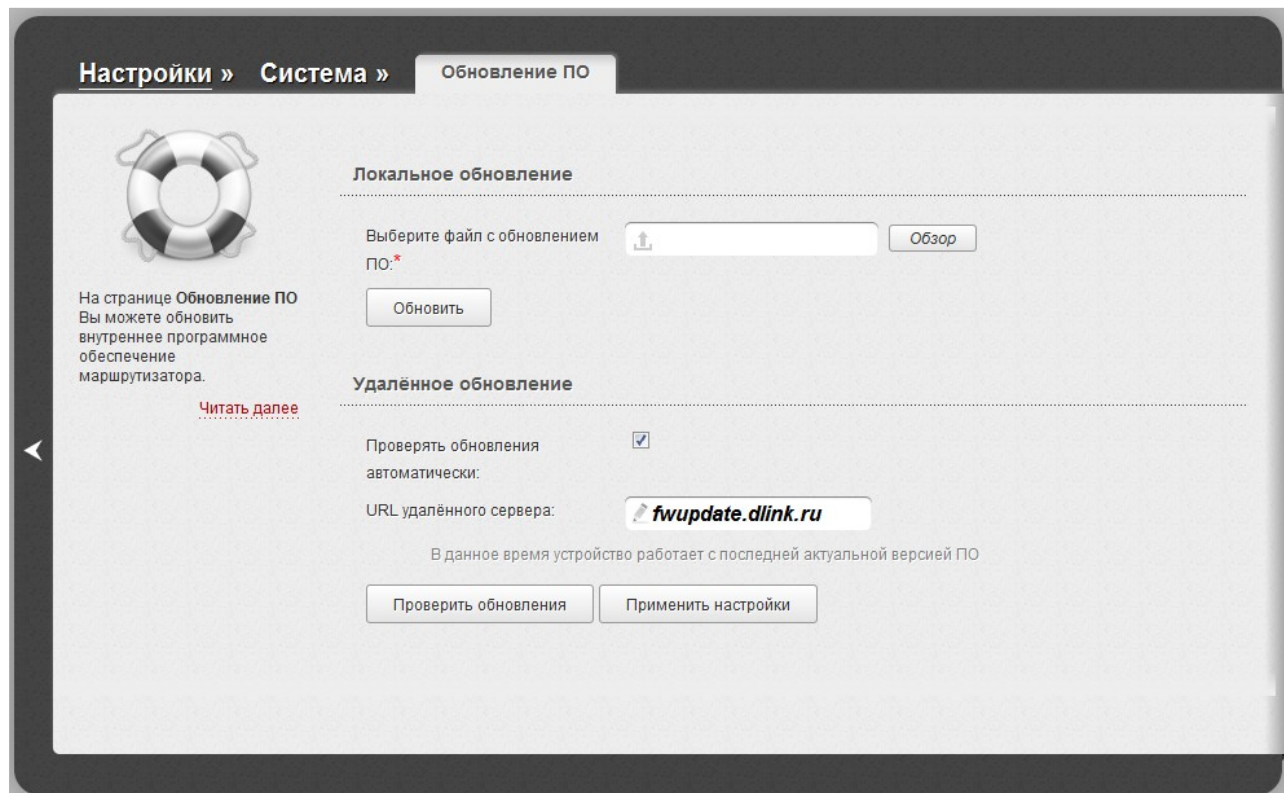 Настройки » Система » Обновление ПО
На странице Обновление ПО
Вы можете обновить
внутреннее программное
обеспечение
маршрутизатора.
Читать далее
Локальное обновление
Выберите файл с обновлением
ПО:*
Обзор
Обновить
Удалённое обновление
Проверять обновления
автоматически:
URL удалённого сервера:
fwupdate.dlink.ru
В данное время устройство работает с последней актуальной версией ПО
Проверить обновления
Применить настройки